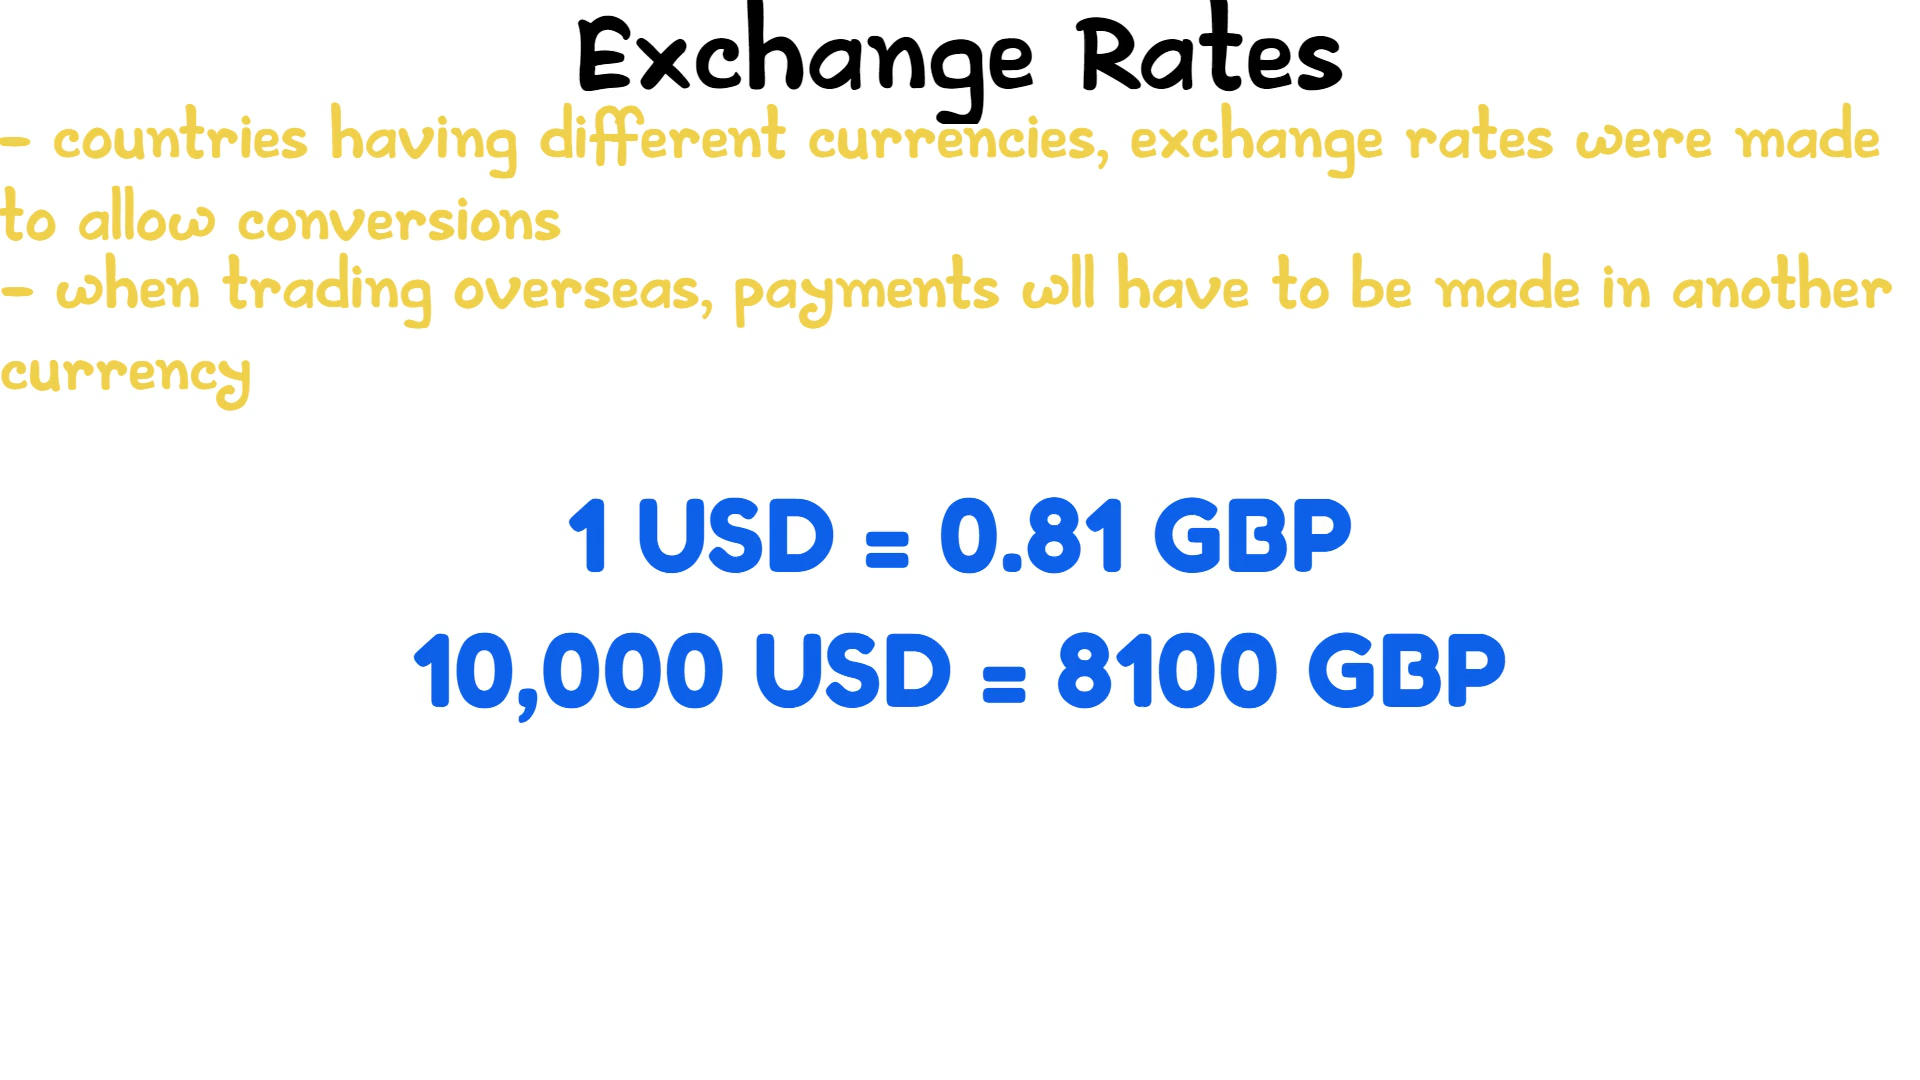 Exchange Rates
- countries having different currencies, exchange rates were made
to allow conversions
- when trading overseas, payments wll have to be made in another
currency
1 USD = 0.81 GBP
10,000 USD = 8100 GBP